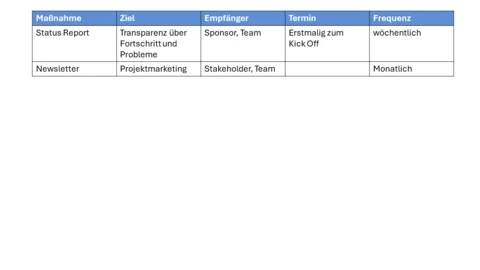 Maßnahme Ziel Empfänger Termin Frequenz
Status Report Transparenz über Sponsor, Team Erstmalig zum wöchentlich
Fortschritt und Kick Off
Probleme
Newsletter Projektmarketing Stakeholder, Team Monatlich